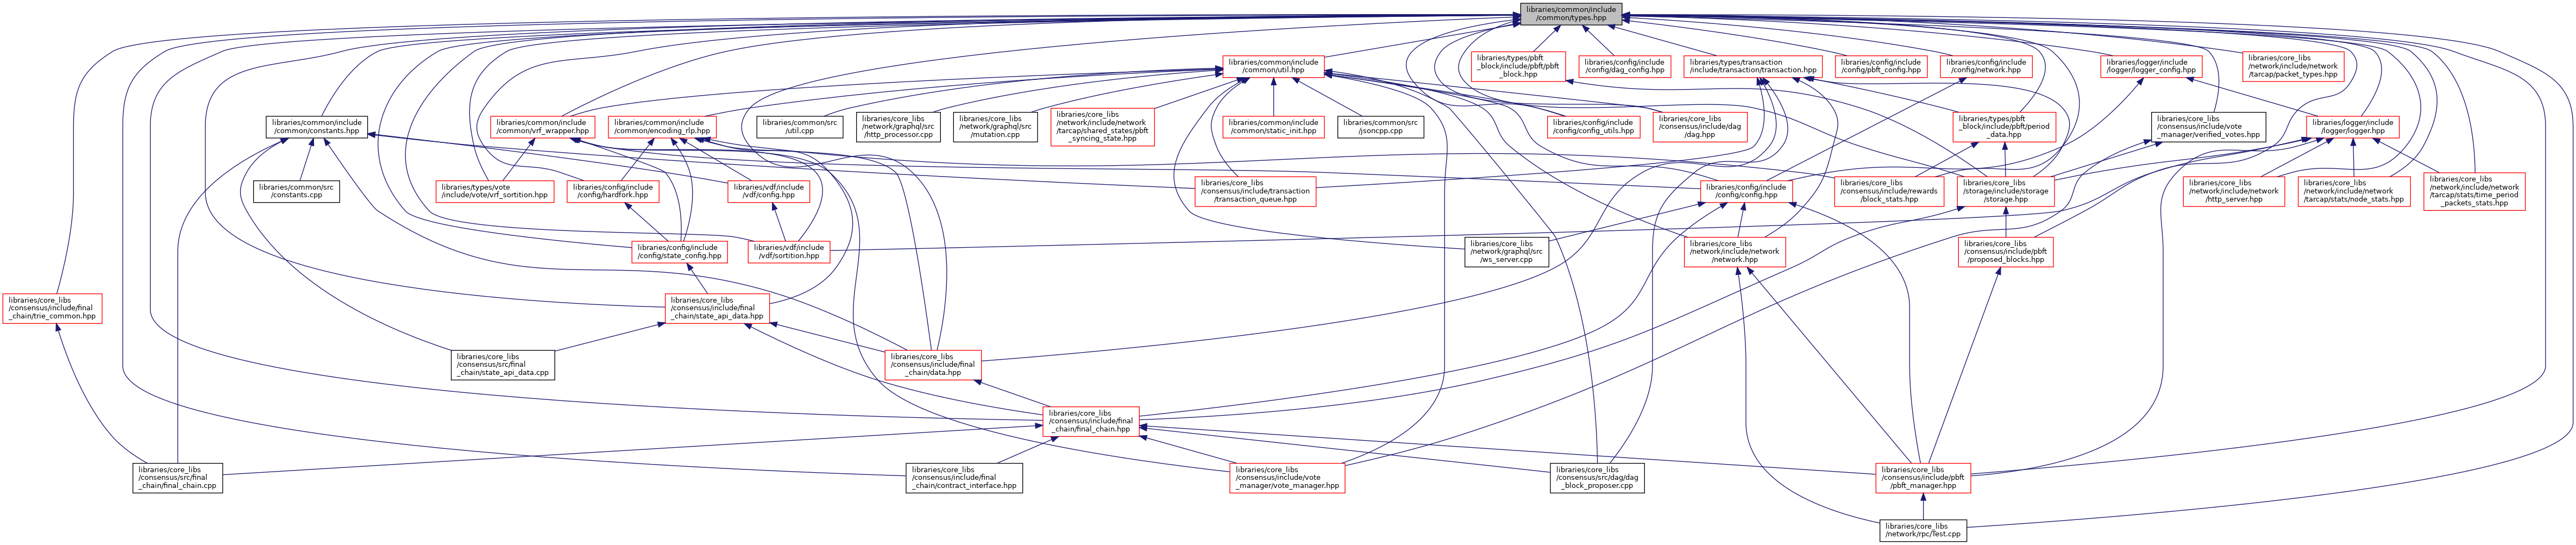 libraries/common/include
/common/types.hpp
libraries/common/include
/common/util.hpp
libraries/types/pbft
_block/include/pbft/pbft
_block.hpp
libraries/config/include
/config/dag_config.hpp
libraries/types/transaction
/include/transaction/transaction.hpp
libraries/config/include
/config/pbft_config.hpp
libraries/config/include
/config/network.hpp
libraries/logger/include
/logger/logger_config.hpp
libraries/core_libs
/network/include/network
/tarcap/packet_types.hpp
libraries/common/include
/common/constants.hpp
libraries/common/include
/common/vrf_wrapper.hpp
libraries/common/include
/common/encoding_rlp.hpp
libraries/common/src
/util.cpp
libraries/core_libs
/network/graphql/src
/http_processor.cpp
libraries/core_libs
/network/graphql/src
/mutation.cpp
libraries/core_libs
/network/include/network
/tarcap/shared_states/pbft
_syncing_state.hpp
libraries/common/include
/common/static_init.hpp
libraries/common/src
/jsoncpp.cpp
libraries/config/include
/config/config_utils.hpp
libraries/core_libs
/consensus/include/dag
/dag.hpp
libraries/types/pbft
_block/include/pbft/period
_data.hpp
libraries/core_libs
/consensus/include/vote
_manager/verified_votes.hpp
libraries/logger/include
/logger/logger.hpp
libraries/common/src
/constants.cpp
libraries/types/vote
/include/vote/vrf_sortition.hpp
libraries/config/include
/config/hardfork.hpp
libraries/vdf/include
/vdf/config.hpp
libraries/core_libs
/consensus/include/transaction
/transaction_queue.hpp
libraries/config/include
/config/config.hpp
libraries/core_libs
/consensus/include/rewards
/block_stats.hpp
libraries/core_libs
/storage/include/storage
/storage.hpp
libraries/core_libs
/network/include/network
/http_server.hpp
libraries/core_libs
/network/include/network
/tarcap/stats/node_stats.hpp
libraries/core_libs
/network/include/network
/tarcap/stats/time_period
_packets_stats.hpp
libraries/config/include
/config/state_config.hpp
libraries/vdf/include
/vdf/sortition.hpp
libraries/core_libs
/network/graphql/src
/ws_server.cpp
libraries/core_libs
/network/include/network
/network.hpp
libraries/core_libs
/consensus/include/pbft
/proposed_blocks.hpp
libraries/core_libs
/consensus/include/final
_chain/trie_common.hpp
libraries/core_libs
/consensus/include/final
_chain/state_api_data.hpp
libraries/core_libs
/consensus/src/final
_chain/state_api_data.cpp
libraries/core_libs
/consensus/include/final
_chain/data.hpp
libraries/core_libs
/consensus/include/final
_chain/final_chain.hpp
libraries/core_libs
/consensus/src/final
_chain/final_chain.cpp
libraries/core_libs
/consensus/include/final
_chain/contract_interface.hpp
libraries/core_libs
/consensus/include/vote
_manager/vote_manager.hpp
libraries/core_libs
/consensus/src/dag/dag
_block_proposer.cpp
libraries/core_libs
/consensus/include/pbft
/pbft_manager.hpp
libraries/core_libs
/network/rpc/Test.cpp